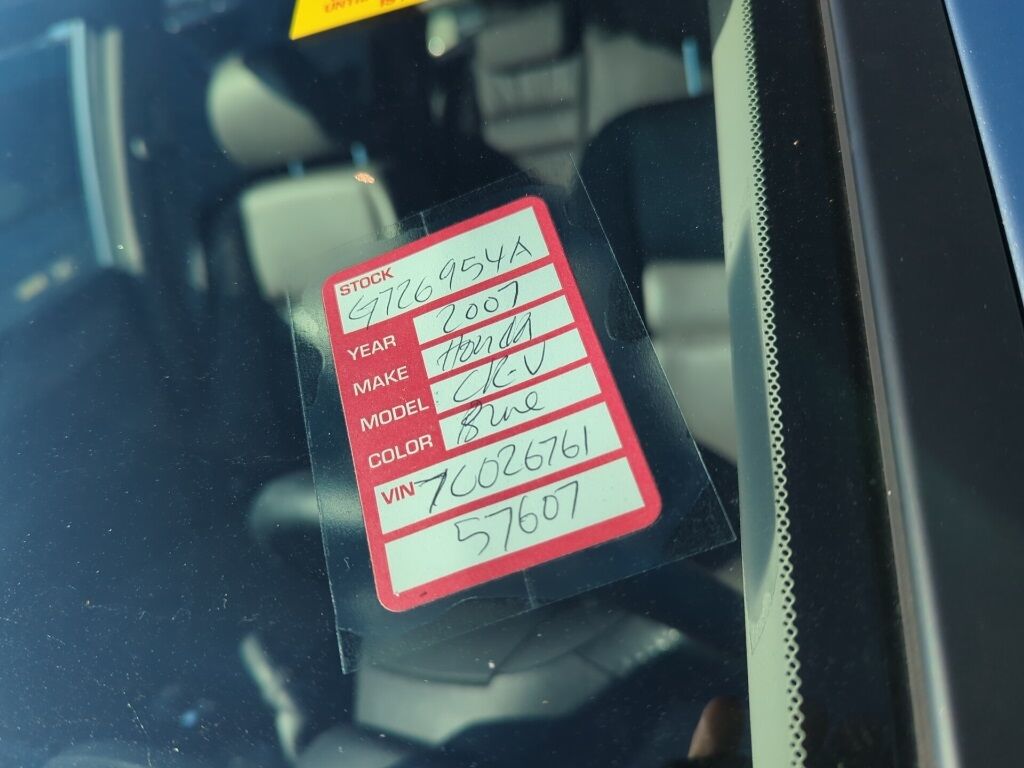 STOCK G726954A
YEAR 2007
MAKE Honda
MODEL CR-V
COLOR Blue
VIN 7C026761
57607